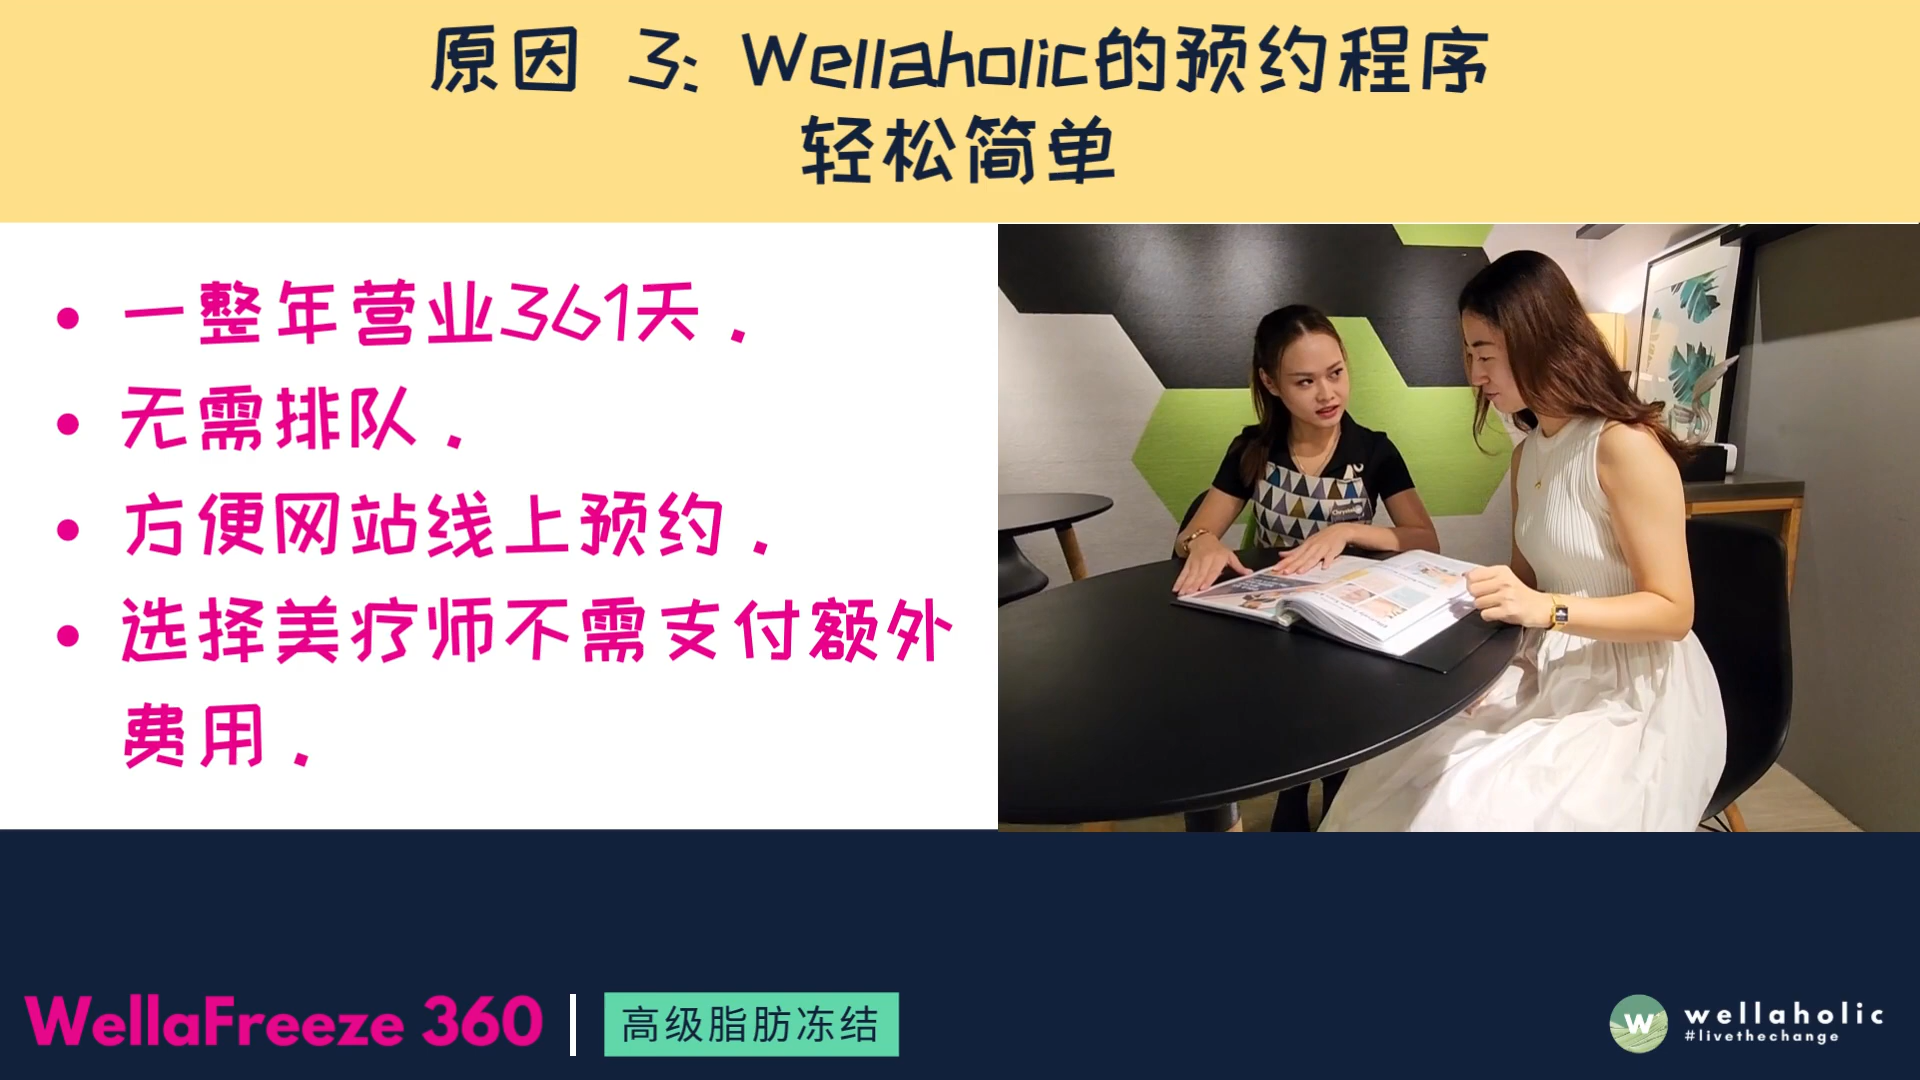 原因 3: Wellaholic的预约程序
轻松简单
• 一整年营业361天．
• 无需排队．
• 方便网站线上预约．
• 选择美疗师不需支付额外
费用．
WellaFreeze 360
高级脂肪冻结
W
wellaholic
#livethechange